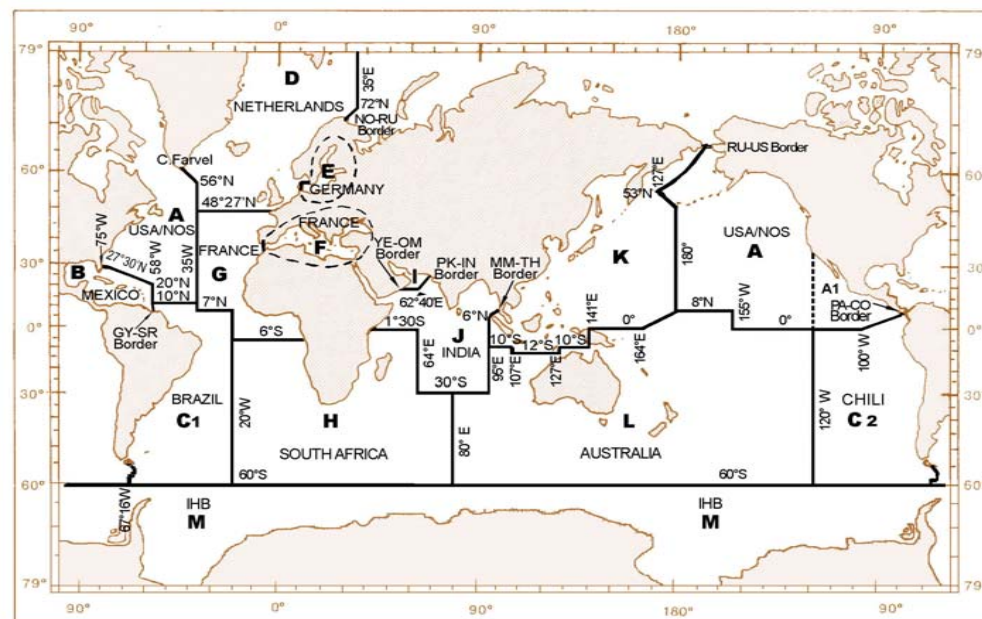 90° 0° 90° 180° 90°
79° 79°
D
35°E
NETHERLANDS
72°N
NO-RU
Border
C.Farvel
RU-US Border
60° 60°
E
127°E
56°N
GERMANY
53°N
48°27'N
A
USA/NOS
FRANCE
75°W
58°W
35W
FRANCE
F
YE-OM
Border
PK-IN
Border
MM-TH
Border
K
180°
USA/NOS
A
30° 30°
27°30'N
B
G
I
20°N
MEXICO
10°N
7°N
62°40'E
6°N
141°E
8°N
155°W
A1
PA-CO
Border
GY-SR
Border
0° 0°
6°S
1°30S
J
INDIA
64°E
10°S
12°S
10°S
0°
164°E
0°
100°W
95°E
107°E
127°E
30° 30°
30°S
BRAZIL
C1
20°W
H
SOUTH AFRICA
80° E
L
AUSTRALIA
120° W
CHILI
C 2
60°S
60°S
60° 60°
67°16W
IHB
M
IHB
M
79° 79°
90° 0° 90° 180° 90°